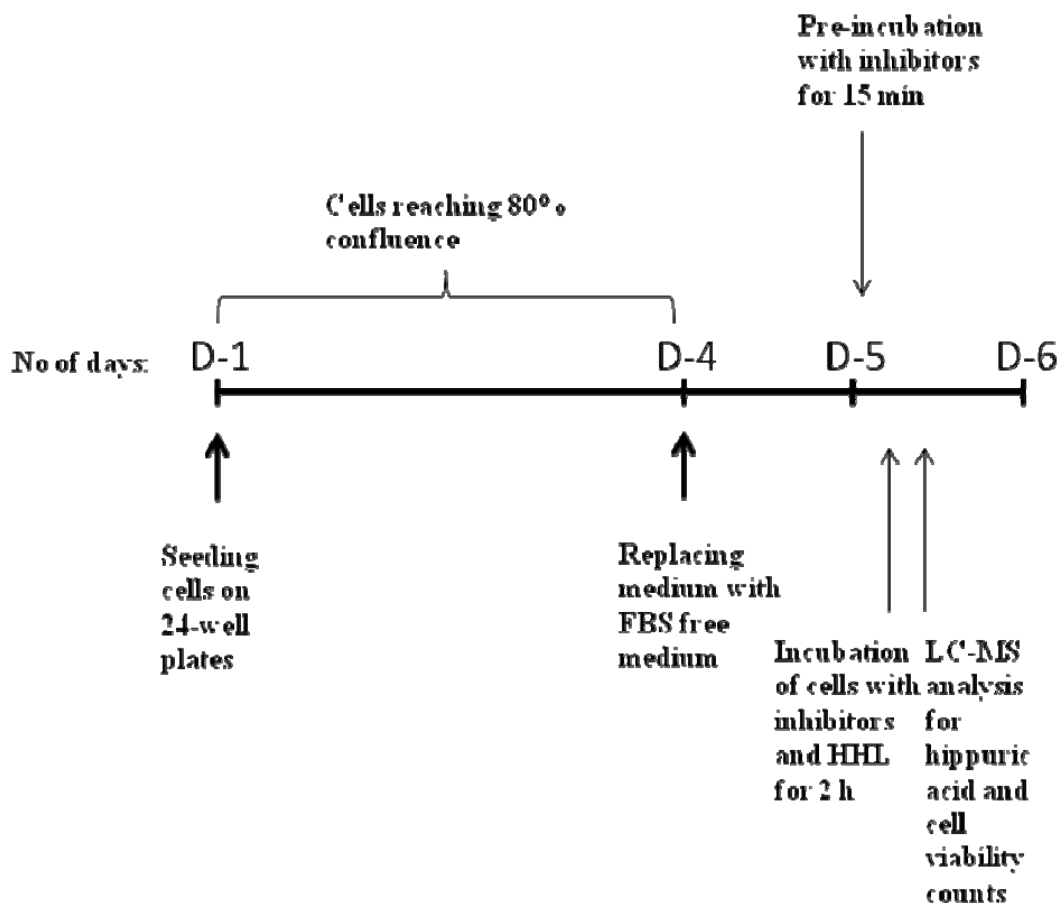 Pre-incubation
with inhibitors
for 15 min
Cells reaching 80%
confluence
No of days:
D-1
D-4
D-5
D-6
Seeding
cells on
24-well
plates
Replacing
medium with
FBS free
medium
Incubation
of cells with
inhibitors
and HHL
for 2 h
LC-MS
analysis
for
hippuric
acid and
cell
viability
counts